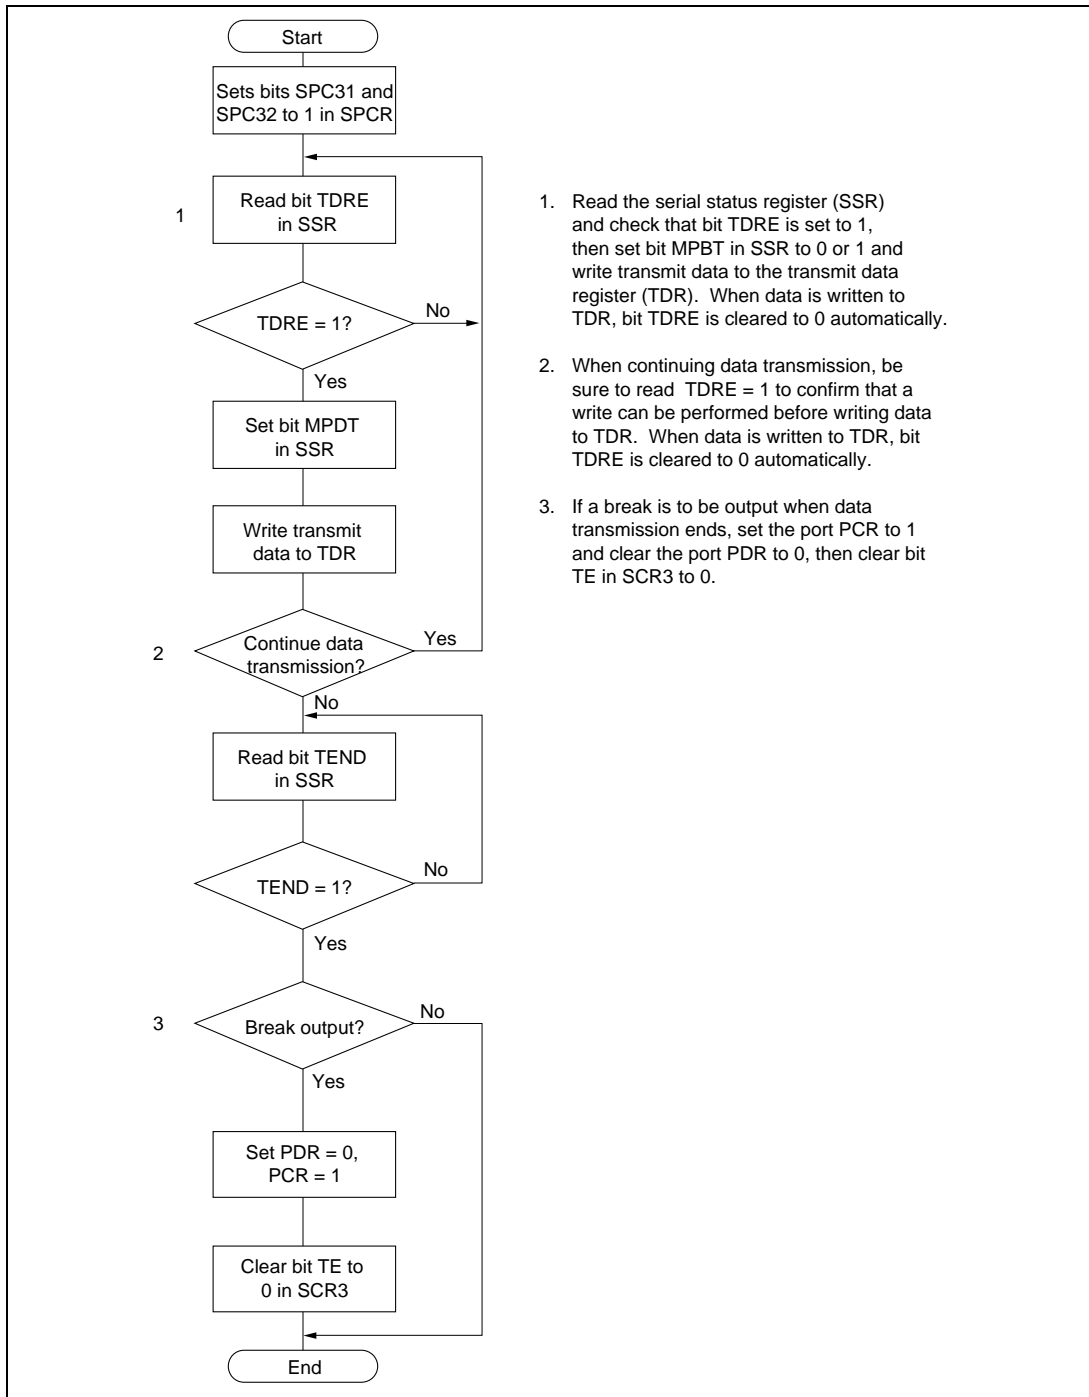 Start
Sets bits SPC31 and
SPC32 to 1 in SPCR
1
Read bit TDRE
in SSR
TDRE = 1?
No
Yes
Set bit MPDT
in SSR
Write transmit
data to TDR
2
Continue data
transmission?
Yes
No
Read bit TEND
in SSR
TEND = 1?
No
Yes
3
Break output?
No
Yes
Set PDR = 0,
PCR = 1
Clear bit TE to
0 in SCR3
End
1. Read the serial status register (SSR)
and check that bit TDRE is set to 1,
then set bit MPBT in SSR to 0 or 1 and
write transmit data to the transmit data
register (TDR). When data is written to
TDR, bit TDRE is cleared to 0 automatically.
2. When continuing data transmission, be
sure to read TDRE = 1 to confirm that a
write can be performed before writing data
to TDR. When data is written to TDR, bit
TDRE is cleared to 0 automatically.
3. If a break is to be output when data
transmission ends, set the port PCR to 1
and clear the port PDR to 0, then clear bit
TE in SCR3 to 0.